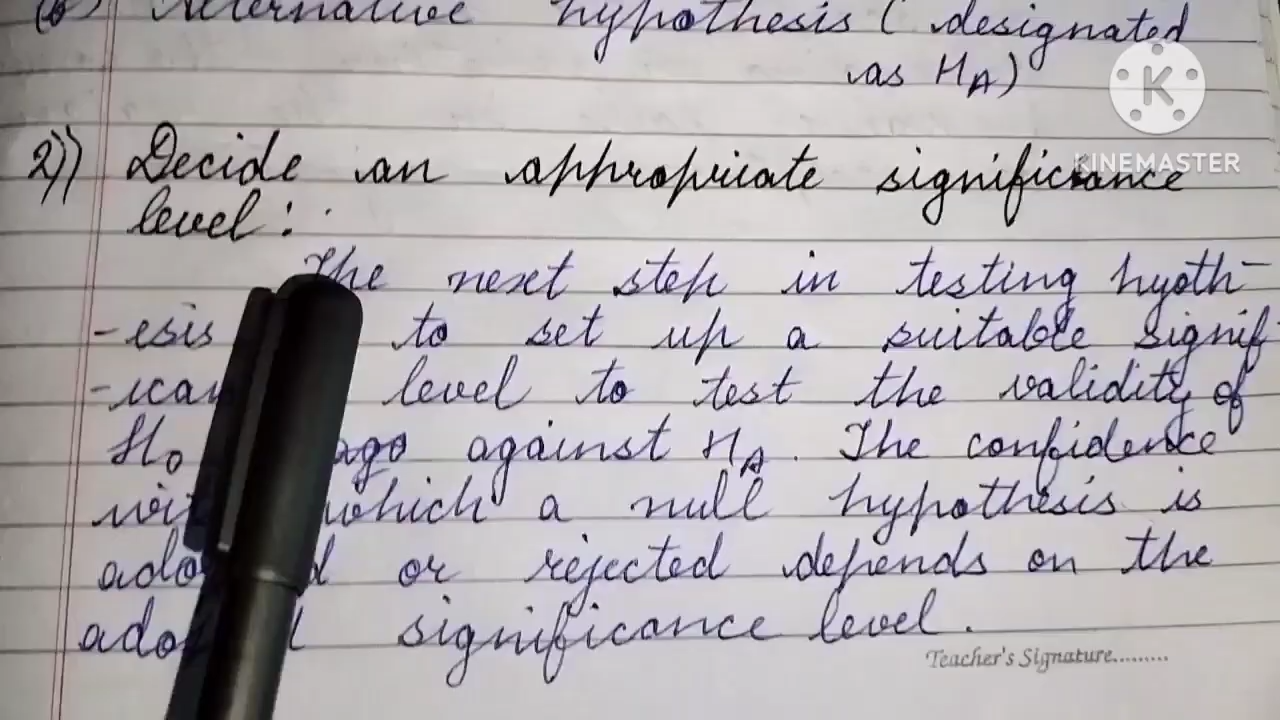 (b) Alternative hypothesis ( designated
as HA)
K
KINEMASTER
2)) Decide an appropriate significance
level :
The next step in testing hyoth-
-esis to set up a suitable signif
level to test the validity of
H0 against HA. The confidence
which a null hypothesis is
or rejected depends on the
significance level.
Teacher's Signature.........